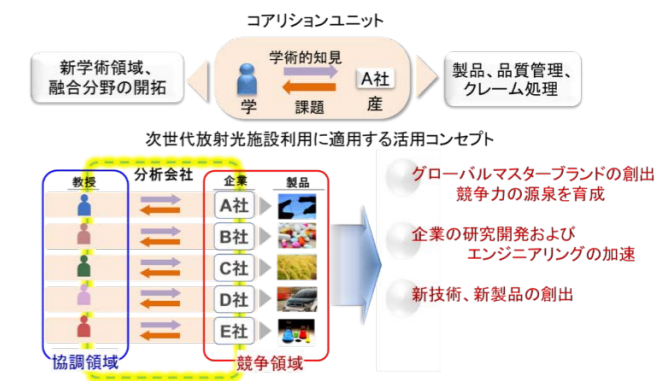 コアリションユニット
新学術領域、
融合分野の開拓
学術的知見
学
課題
A社
産
製品、品質管理、
クレーム処理
次世代放射光施設利用に適用する活用コンセプト
教授
分析会社
企業
製品
A社
B社
C社
D社
E社
協調領域
競争領域
グローバルマスターブランドの創出
競争力の源泉を育成
企業の研究開発および
エンジニアリングの加速
新技術、新製品の創出